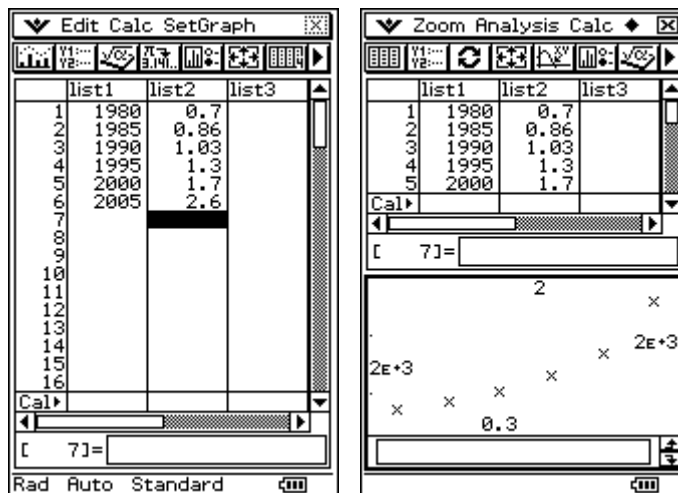 Edit Calc SetGraph
list1 list2 list3
1 1980 0.7
2 1985 0.86
3 1990 1.03
4 1995 1.3
5 2000 1.7
6 2005 2.6
7
8
9
10
11
12
13
14
15
16
Cal
[ 7]=
Rad Auto Standard
Zoom Analysis Calc
list1 list2 list3
1 1980 0.7
2 1985 0.86
3 1990 1.03
4 1995 1.3
5 2000 1.7
Cal
[ 7]=
2
2E+3
2E+3
0.3